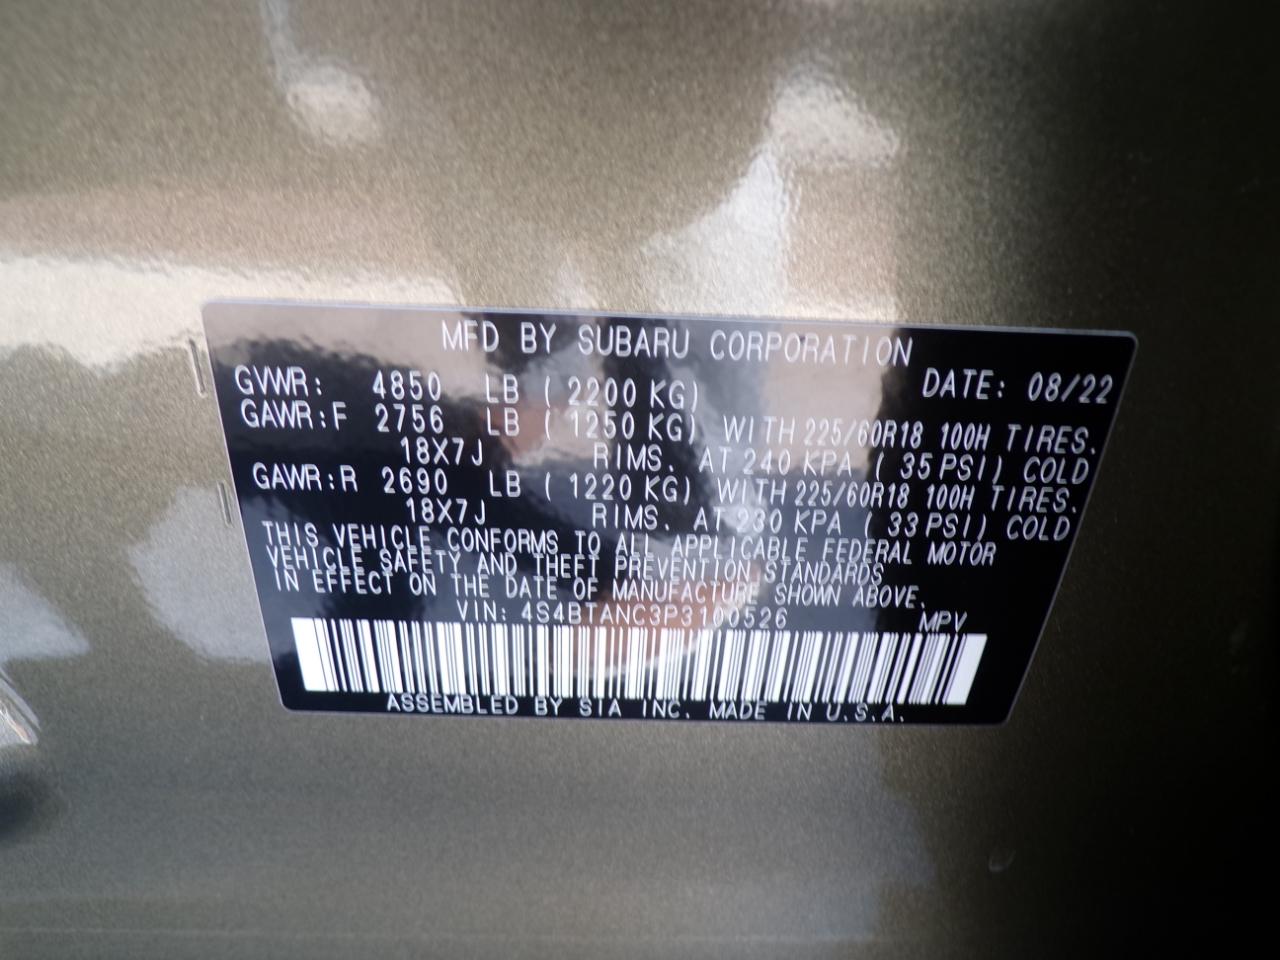 MFD BY SUBARU CORPORATION
GVWR: 4850 LB ( 2200 KG) DATE: 08/22
GAWR:F 2756 LB ( 1250 KG) WITH 225/60R18 100H TIRES.
18X7J RIMS. AT 240 KPA ( 35 PSI) COLD
GAWR:R 2690 LB ( 1220 KG) WITH 225/60R18 100H TIRES.
18X7J RIMS. AT 230 KPA ( 33 PSI) COLD
THIS VEHICLE CONFORMS TO ALL APPLICABLE FEDERAL MOTOR
VEHICLE SAFETY AND THEFT PREVENTION STANDARDS
IN EFFECT ON THE DATE OF MANUFACTURE SHOWN ABOVE.
VIN: 4S4BTANC3P3100526 MPV
ASSEMBLED BY SIA INC. MADE IN U.S.A.